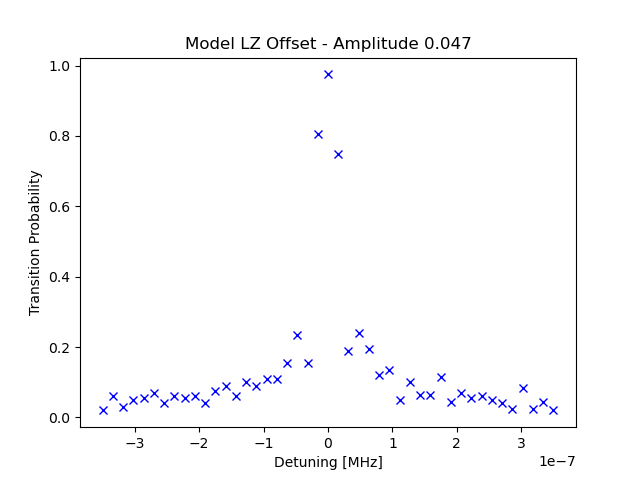 Model LZ Offset - Amplitude 0.047
Transition Probability
1.0
0.8
0.6
0.4
0.2
0.0
−3 −2 −1 0 1 2 3
1e−7
Detuning [MHz]